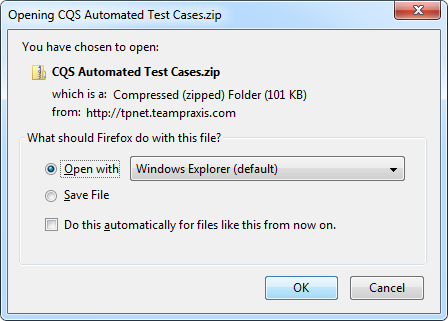 Opening CQS Automated Test Cases.zip
You have chosen to open:
CQS Automated Test Cases.zip
which is a: Compressed (zipped) Folder (101 KB)
from: http://tpnet.teampraxis.com
What should Firefox do with this file?
Open with Windows Explorer (default)
Save File
Do this automatically for files like this from now on.
OK Cancel